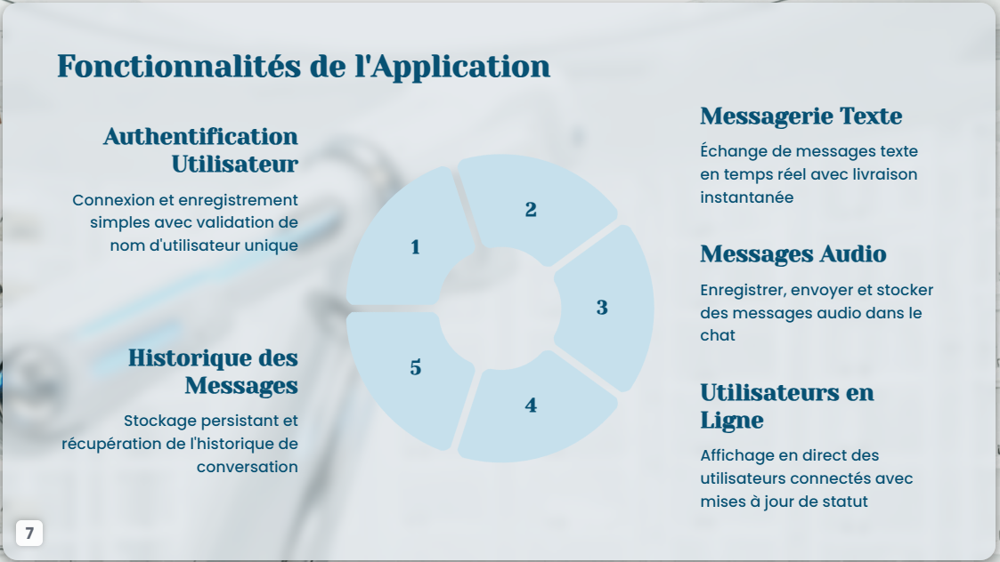 Fonctionnalités de l'Application
Authentification
Utilisateur
Connexion et enregistrement
simples avec validation de
nom d'utilisateur unique
Historique des
Messages
Stockage persistant et
récupération de l'historique de
conversation
1
2
3
4
5
Messagerie Texte
Échange de messages texte
en temps réel avec livraison
instantanée
Messages Audio
Enregistrer, envoyer et stocker
des messages audio dans le
chat
Utilisateurs en
Ligne
Affichage en direct des
utilisateurs connectés avec
mises à jour de statut
7